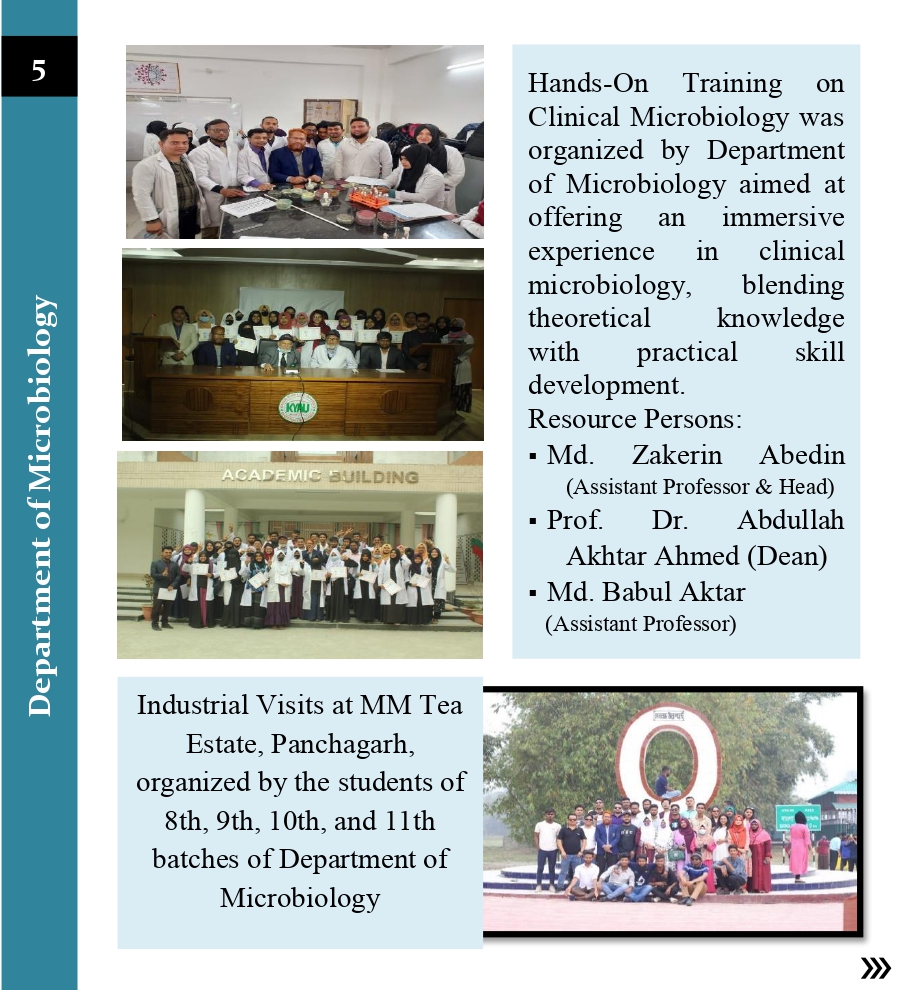 5
Department of Microbiology
Hands-On Training on
Clinical Microbiology was
organized by Department
of Microbiology aimed at
offering an immersive
experience in clinical
microbiology, blending
theoretical knowledge
with practical skill
development.
Resource Persons:
▪ Md. Zakerin Abedin
(Assistant Professor & Head)
▪ Prof. Dr. Abdullah
Akhtar Ahmed (Dean)
▪ Md. Babul Aktar
(Assistant Professor)
KYAU
ACADEMIC BUILDING
Industrial Visits at MM Tea
Estate, Panchagarh,
organized by the students of
8th, 9th, 10th, and 11th
batches of Department of
Microbiology